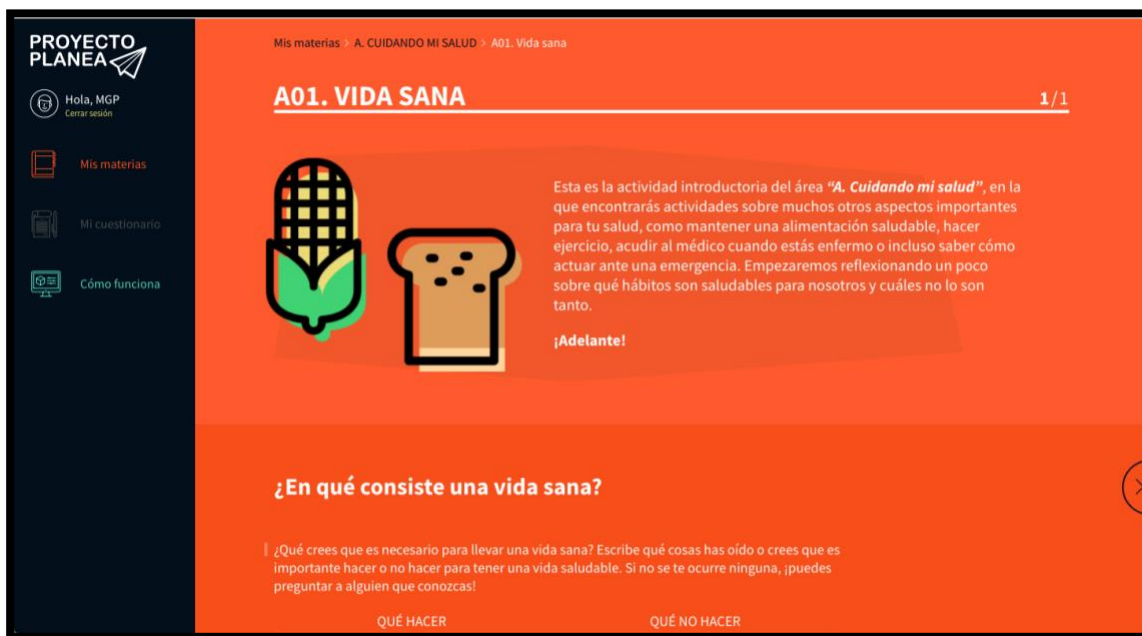 PROYECTO
PLANEA
Hola, MGP
Cerrar sesión
Mis materias
Mi cuestionario
Cómo funciona
Mis materias > A. CUIDANDO MI SALUD > A01. Vida sana
A01. VIDA SANA
1/1
Esta es la actividad introductoria del área “A. Cuidando mi salud”, en la
que encontrarás actividades sobre muchos otros aspectos importantes
para tu salud, como mantener una alimentación saludable, hacer
ejercicio, acudir al médico cuando estás enfermo o incluso saber cómo
actuar ante una emergencia. Empezaremos reflexionando un poco
sobre qué hábitos son saludables para nosotros y cuáles no lo son
tanto.
¡Adelante!
¿En qué consiste una vida sana?
¿Qué crees que es necesario para llevar una vida sana? Escribe qué cosas has oído o crees que es
importante hacer o no hacer para tener una vida saludable. Si no se te ocurre ninguna, ¡puedes
preguntar a alguien que conozcas!
QUÉ HACER
QUÉ NO HACER